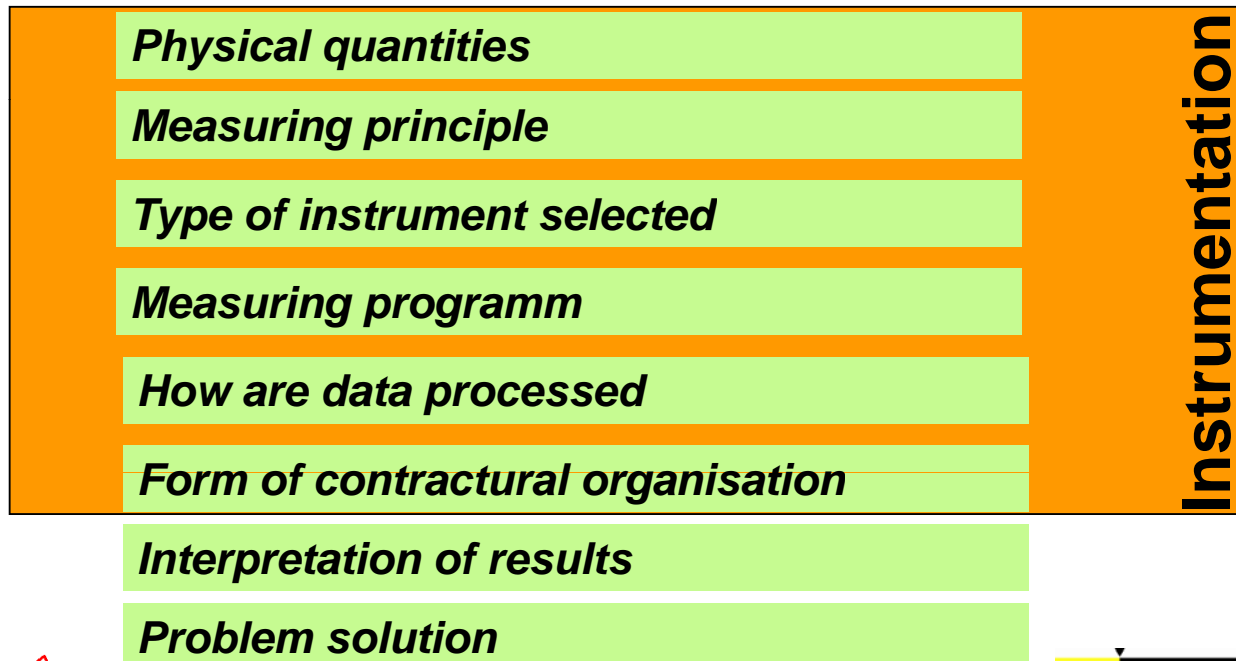 Physical quantities
Measuring principle
Type of instrument selected
Measuring programm
How are data processed
Form of contractural organisation
Interpretation of results
Problem solution
Instrumentation